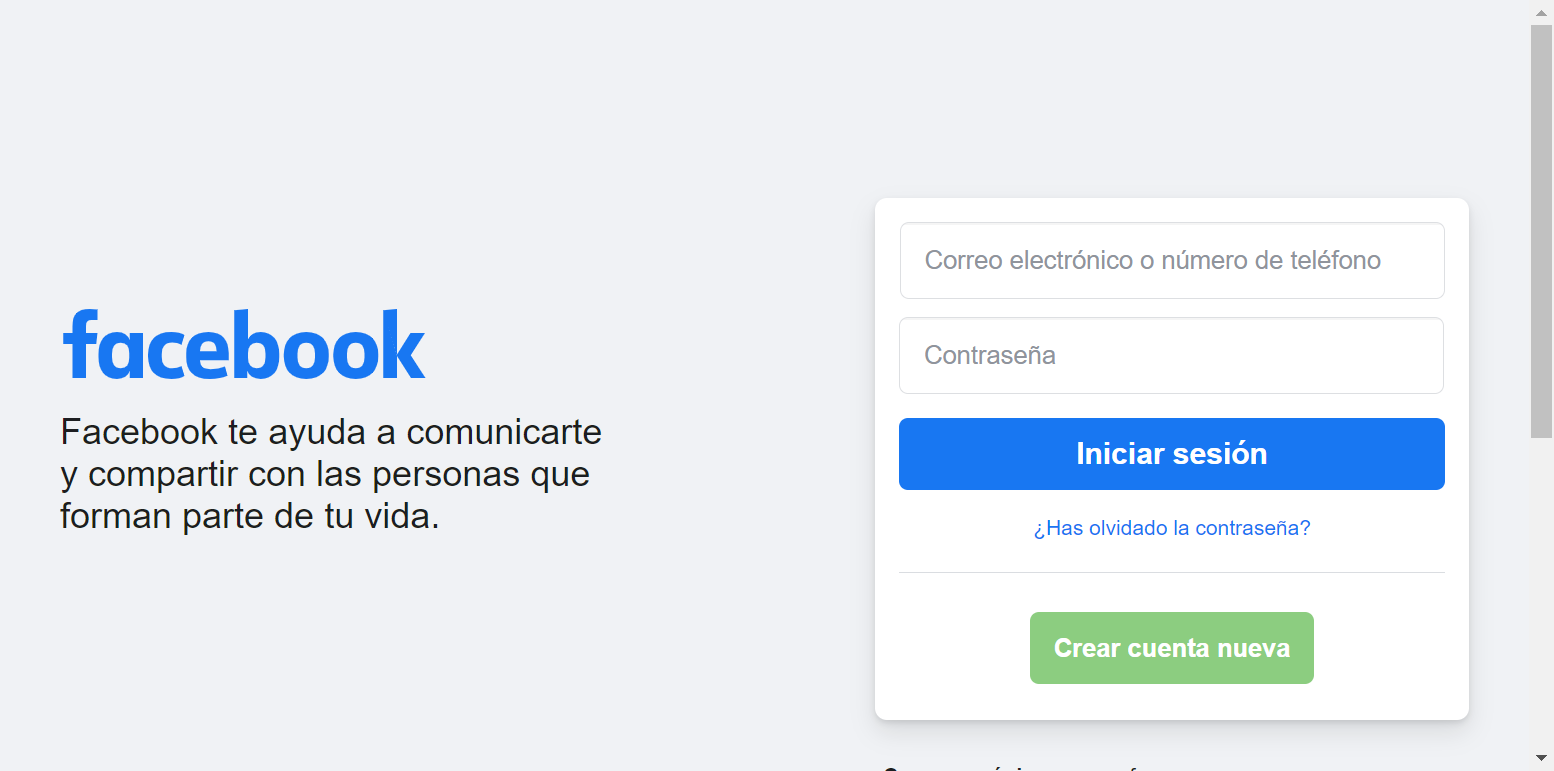 facebook
Facebook te ayuda a comunicarte
y compartir con las personas que
forman parte de tu vida.
Correo electrónico o número de teléfono
Contraseña
Iniciar sesión
¿Has olvidado la contraseña?
Crear cuenta nueva